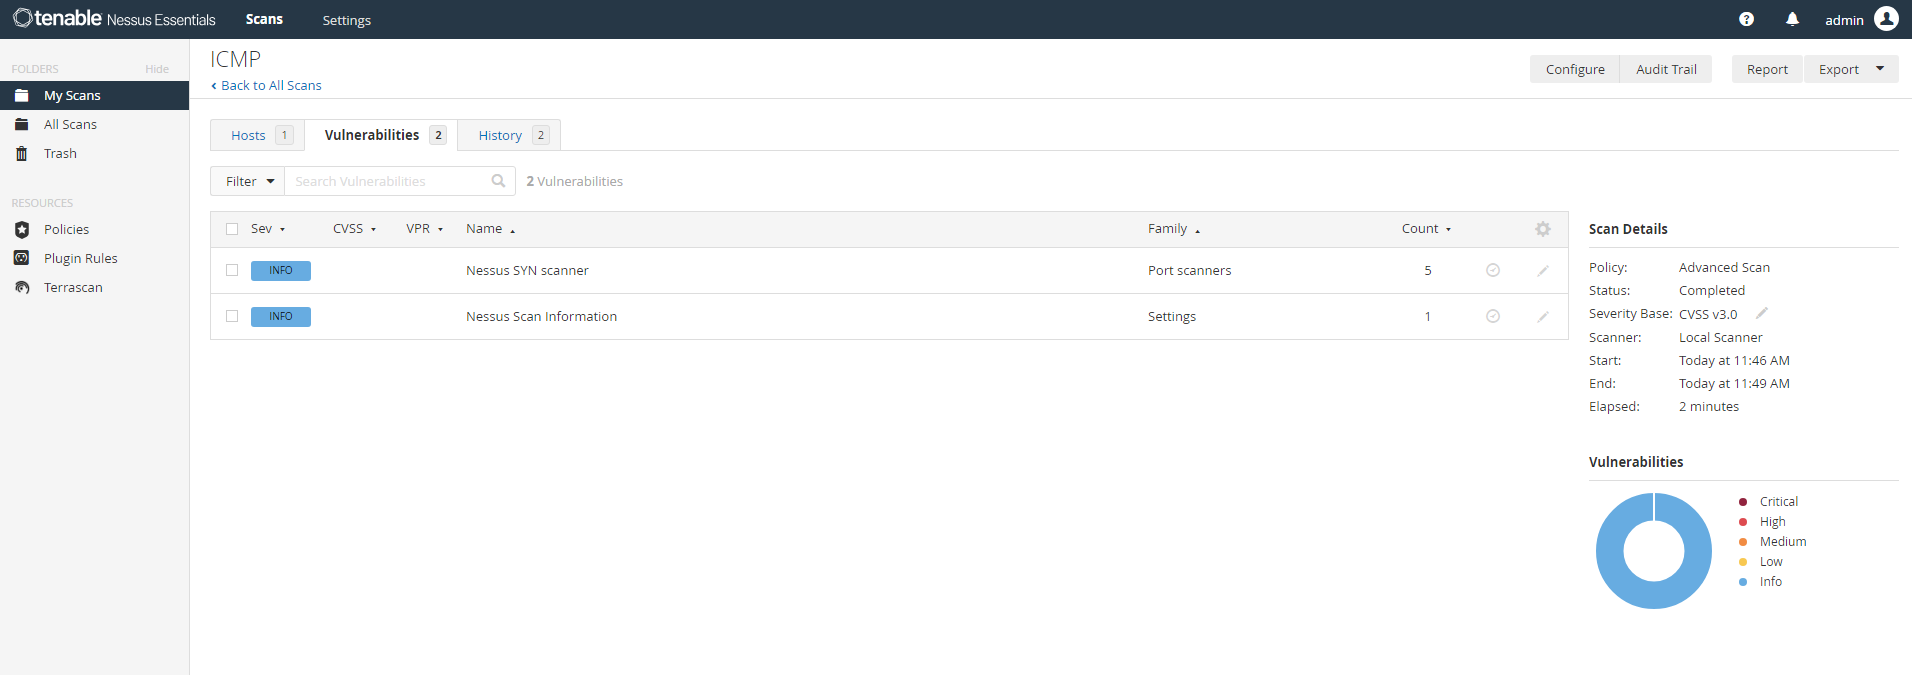 tenable Nessus Essentials Scans Settings ? admin
FOLDERS Hide
My Scans
All Scans
Trash
RESOURCES
Policies
Plugin Rules
Terrascan
ICMP
‹ Back to All Scans
Configure Audit Trail Report Export
Hosts 1 Vulnerabilities 2 History 2
Filter Search Vulnerabilities 2 Vulnerabilities
Sev CVSS VPR Name Family Count
INFO Nessus SYN scanner Port scanners 5
INFO Nessus Scan Information Settings 1
Scan Details
Policy: Advanced Scan
Status: Completed
Severity Base: CVSS v3.0
Scanner: Local Scanner
Start: Today at 11:46 AM
End: Today at 11:49 AM
Elapsed: 2 minutes
Vulnerabilities
Critical
High
Medium
Low
Info